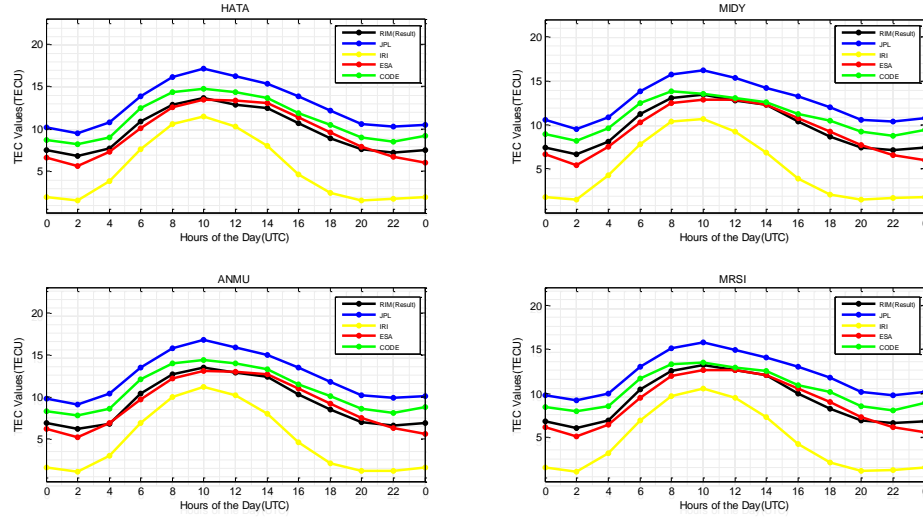 HATA
TEC Values(TECU)
20
15
10
5
0 2 4 6 8 10 12 14 16 18 20 22 0
Hours of the Day(UTC)
RIM(Result)
JPL
IRI
ESA
CODE
MIDY
TEC Values(TECU)
20
15
10
5
0 2 4 6 8 10 12 14 16 18 20 22 0
Hours of the Day(UTC)
RIM(Result)
JPL
IRI
ESA
CODE
ANMU
TEC Values(TECU)
20
15
10
5
0 2 4 6 8 10 12 14 16 18 20 22 0
Hours of the Day(UTC)
RIM(Result)
JPL
IRI
ESA
CODE
MRSI
TEC Values(TECU)
20
15
10
5
0 2 4 6 8 10 12 14 16 18 20 22
Hours of the Day(UTC)
RIM(Result)
JPL
IRI
ESA
CODE